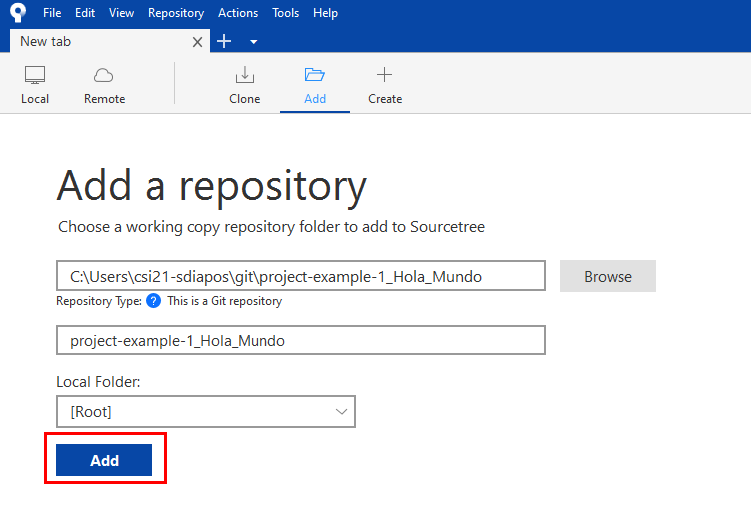 File Edit View Repository Actions Tools Help
New tab
Local Remote Clone Add Create
Add a repository
Choose a working copy repository folder to add to Sourcetree
C:\Users\csi21-sdiapos\git\project-example-1_Hola_Mundo Browse
Repository Type: ? This is a Git repository
project-example-1_Hola_Mundo
Local Folder:
[Root]
Add